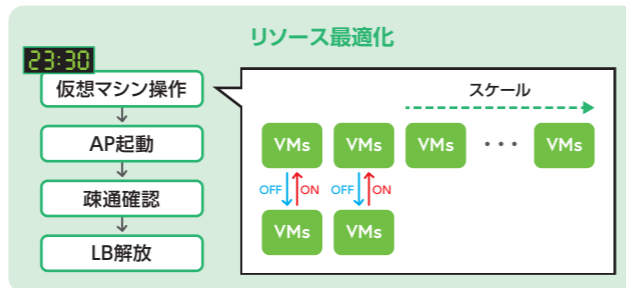 リソース最適化
23:30
仮想マシン操作
AP起動
疎通確認
LB解放
スケール
VMs VMs VMs ・・・ VMs
OFF ON OFF ON
VMs VMs